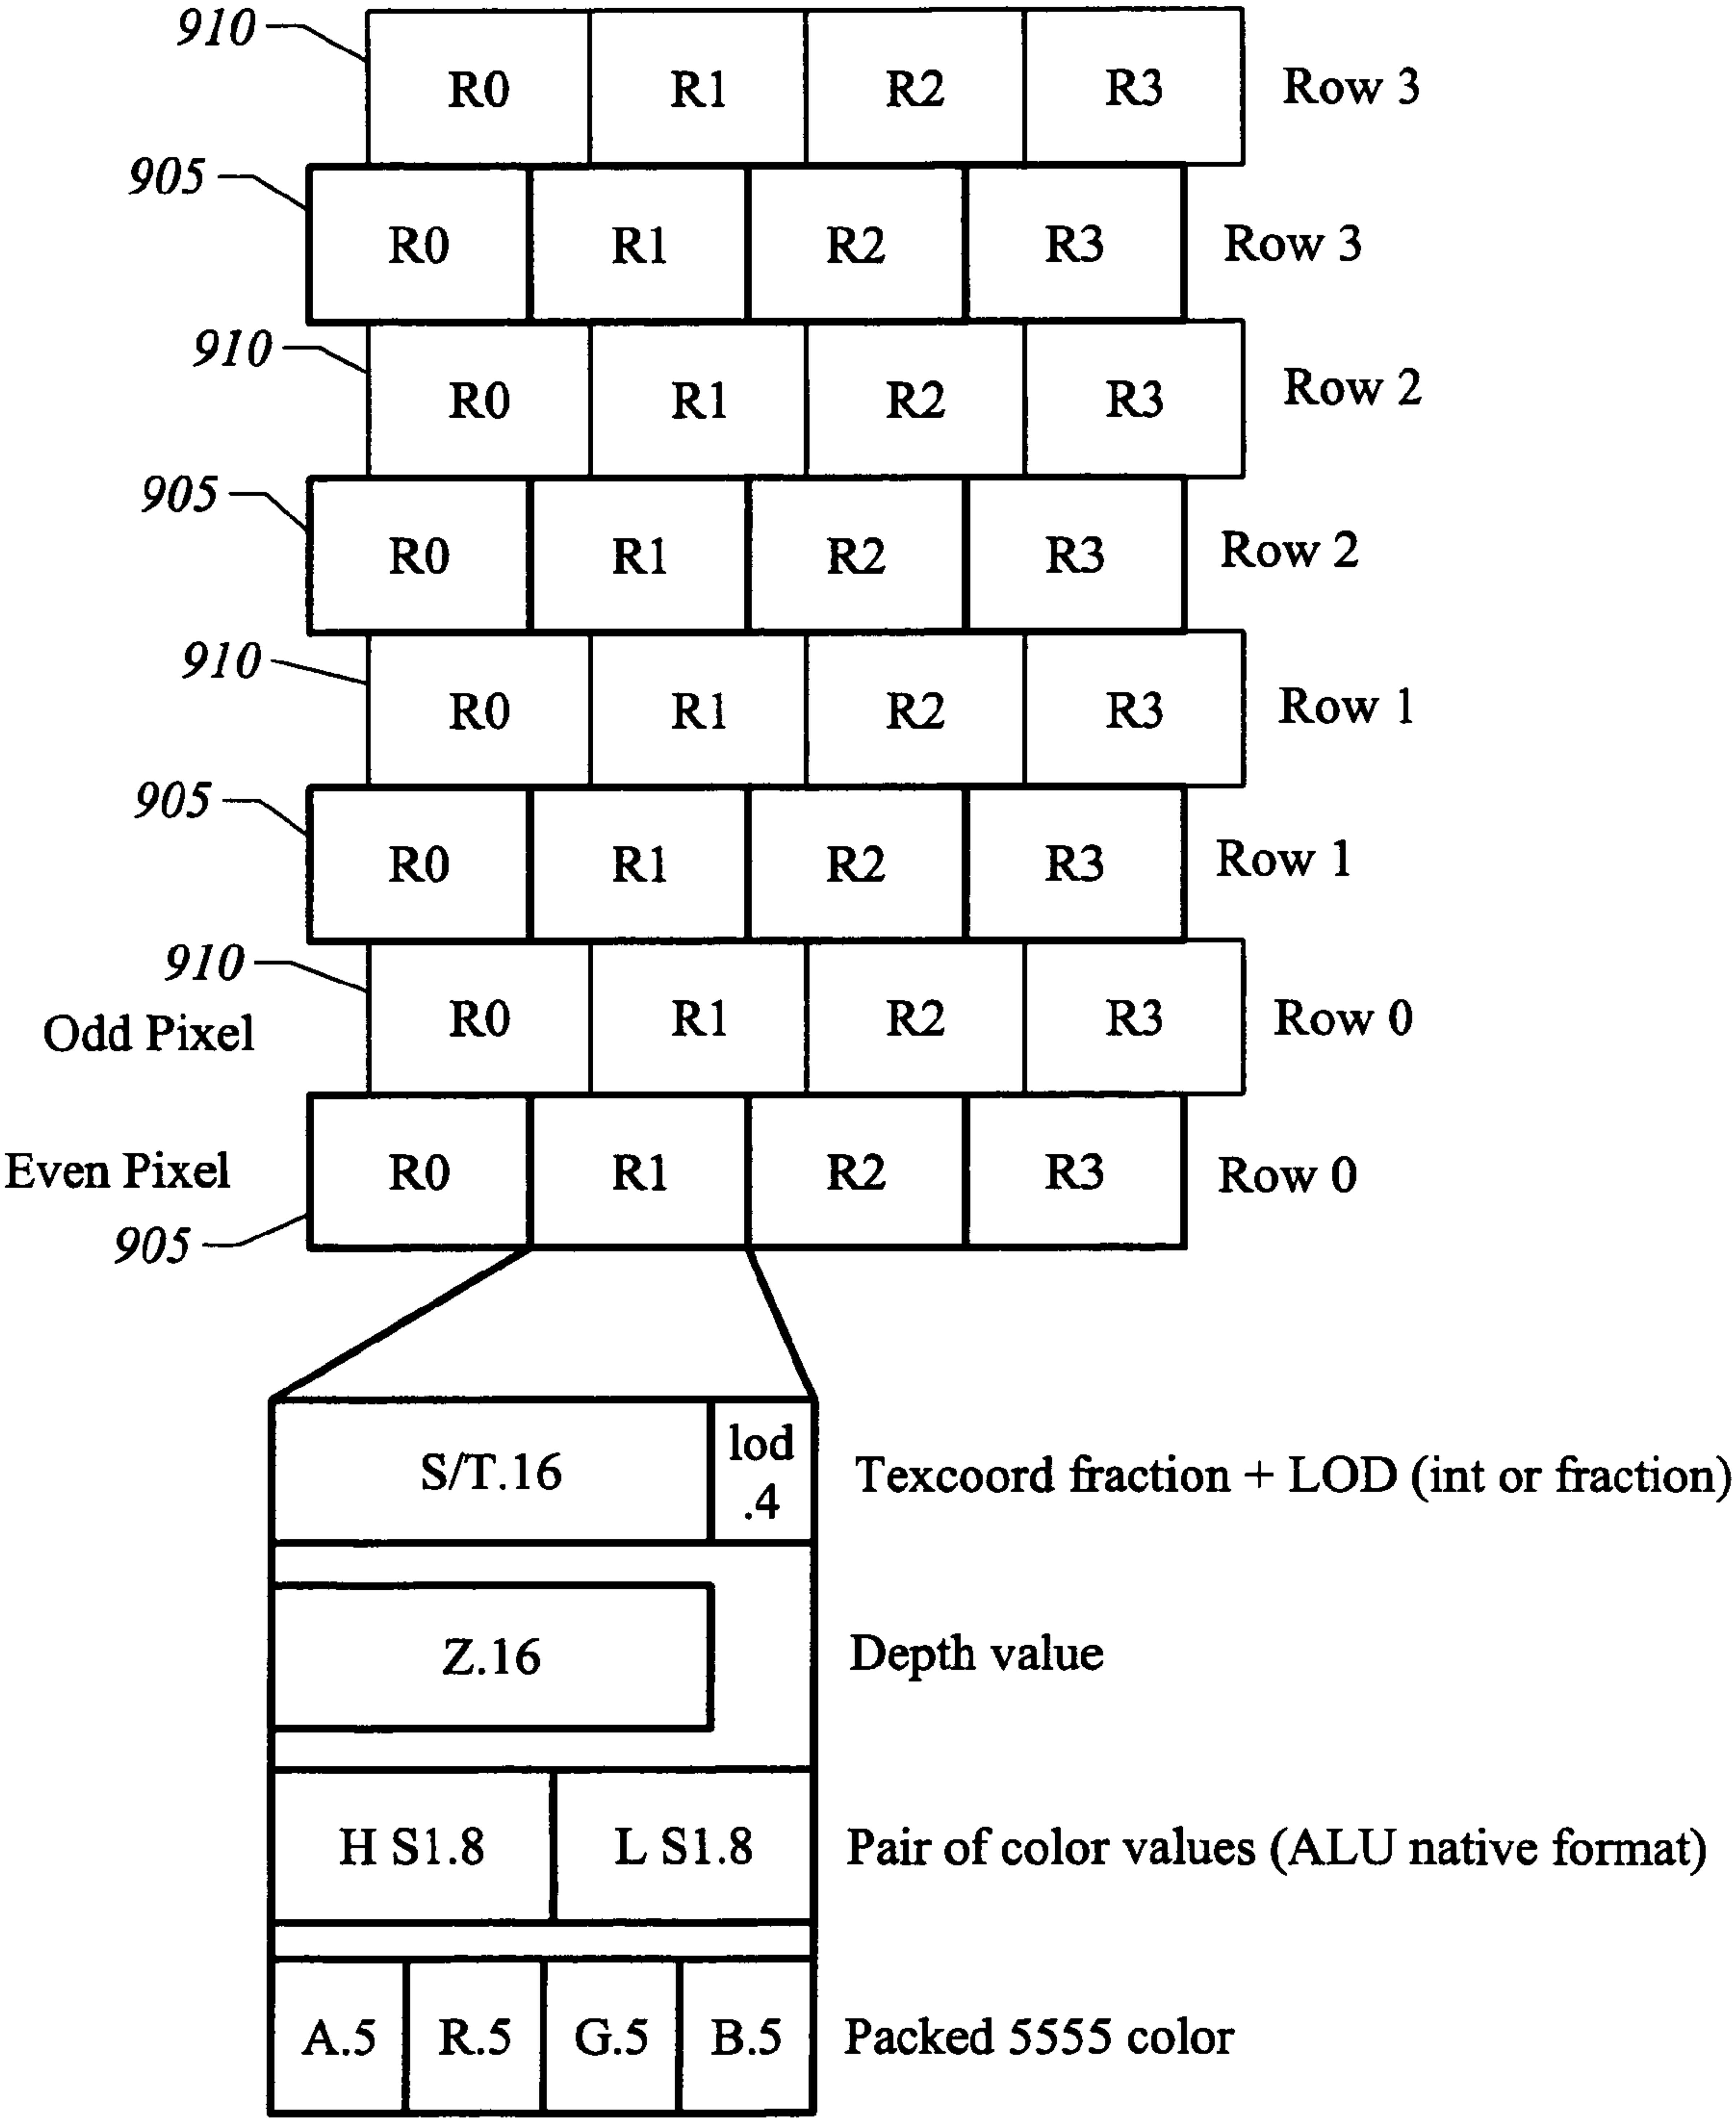 910
R0 R1 R2 R3 Row 3
905
R0 R1 R2 R3 Row 3
910
R0 R1 R2 R3 Row 2
905
R0 R1 R2 R3 Row 2
910
R0 R1 R2 R3 Row 1
905
R0 R1 R2 R3 Row 1
910
Odd Pixel R0 R1 R2 R3 Row 0
Even Pixel R0 R1 R2 R3 Row 0
905
S/T.16 lod .4 Texcoord fraction + LOD (int or fraction)
Z.16 Depth value
H S1.8 L S1.8 Pair of color values (ALU native format)
A.5 R.5 G.5 B.5 Packed 5555 color